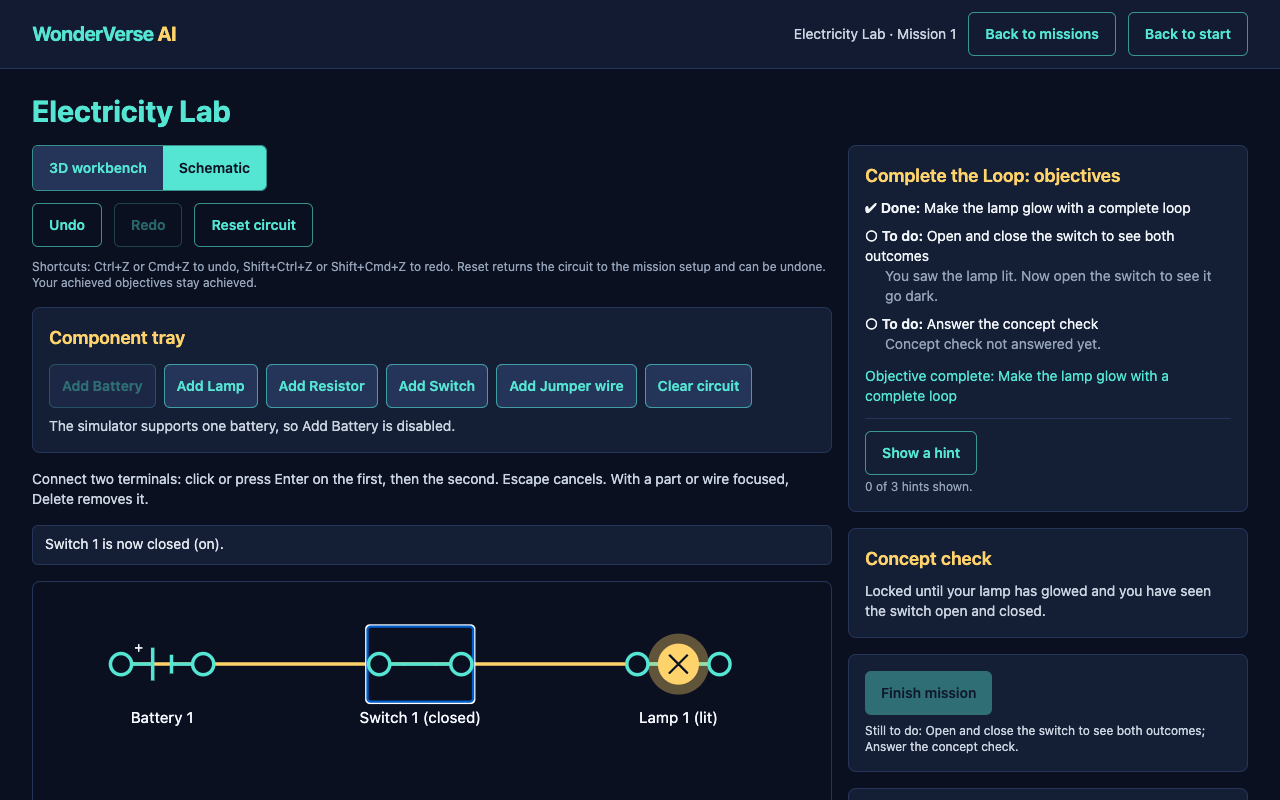 WonderVerse AI
Electricity Lab · Mission 1
Back to missions
Back to start
Electricity Lab
3D workbench
Schematic
Undo
Redo
Reset circuit
Shortcuts: Ctrl+Z or Cmd+Z to undo, Shift+Ctrl+Z or Shift+Cmd+Z to redo. Reset returns the circuit to the mission setup and can be undone.
Your achieved objectives stay achieved.
Component tray
Add Battery
Add Lamp
Add Resistor
Add Switch
Add Jumper wire
Clear circuit
The simulator supports one battery, so Add Battery is disabled.
Connect two terminals: click or press Enter on the first, then the second. Escape cancels. With a part or wire focused,
Delete removes it.
Switch 1 is now closed (on).
+
Battery 1
Switch 1 (closed)
Lamp 1 (lit)
Complete the Loop: objectives
✔ Done: Make the lamp glow with a complete loop
○ To do: Open and close the switch to see both
outcomes
You saw the lamp lit. Now open the switch to see it
go dark.
○ To do: Answer the concept check
Concept check not answered yet.
Objective complete: Make the lamp glow with a
complete loop
Show a hint
0 of 3 hints shown.
Concept check
Locked until your lamp has glowed and you have seen
the switch open and closed.
Finish mission
Still to do: Open and close the switch to see both outcomes;
Answer the concept check.